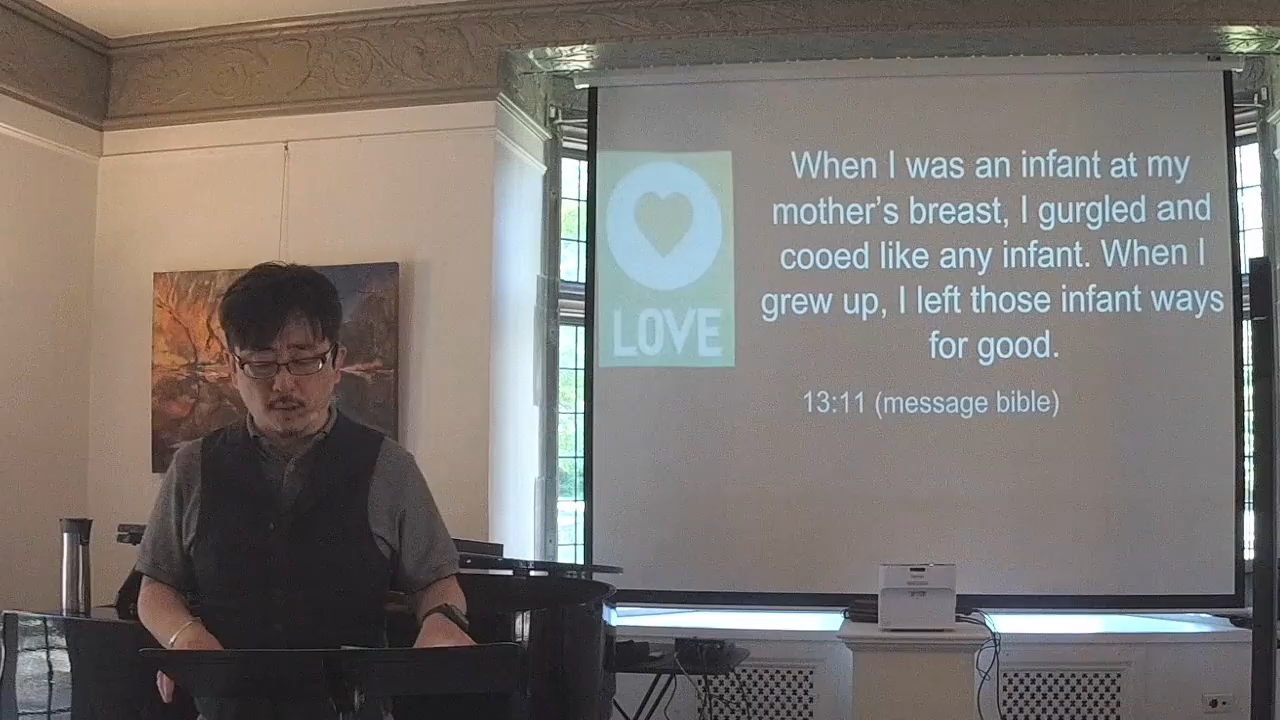 LOVE
When I was an infant at my
mother's breast, I gurgled and
cooed like any infant. When I
grew up, I left those infant ways
for good.
13:11 (message bible)